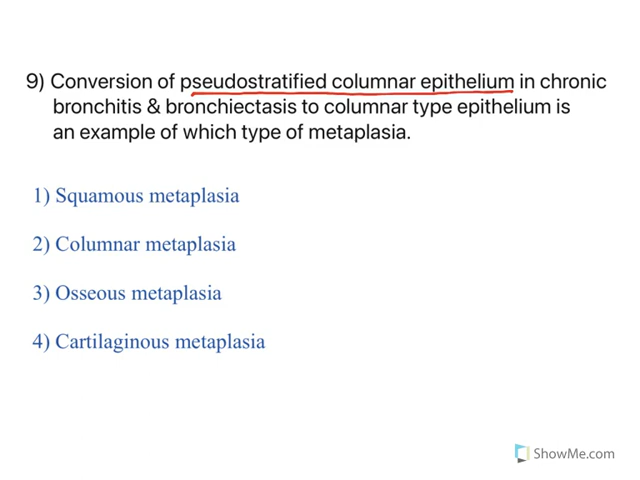 9) Conversion of pseudostratified columnar epithelium in chronic
bronchitis & bronchiectasis to columnar type epithelium is
an example of which type of metaplasia.
1) Squamous metaplasia
2) Columnar metaplasia
3) Osseous metaplasia
4) Cartilaginous metaplasia
ShowMe.com